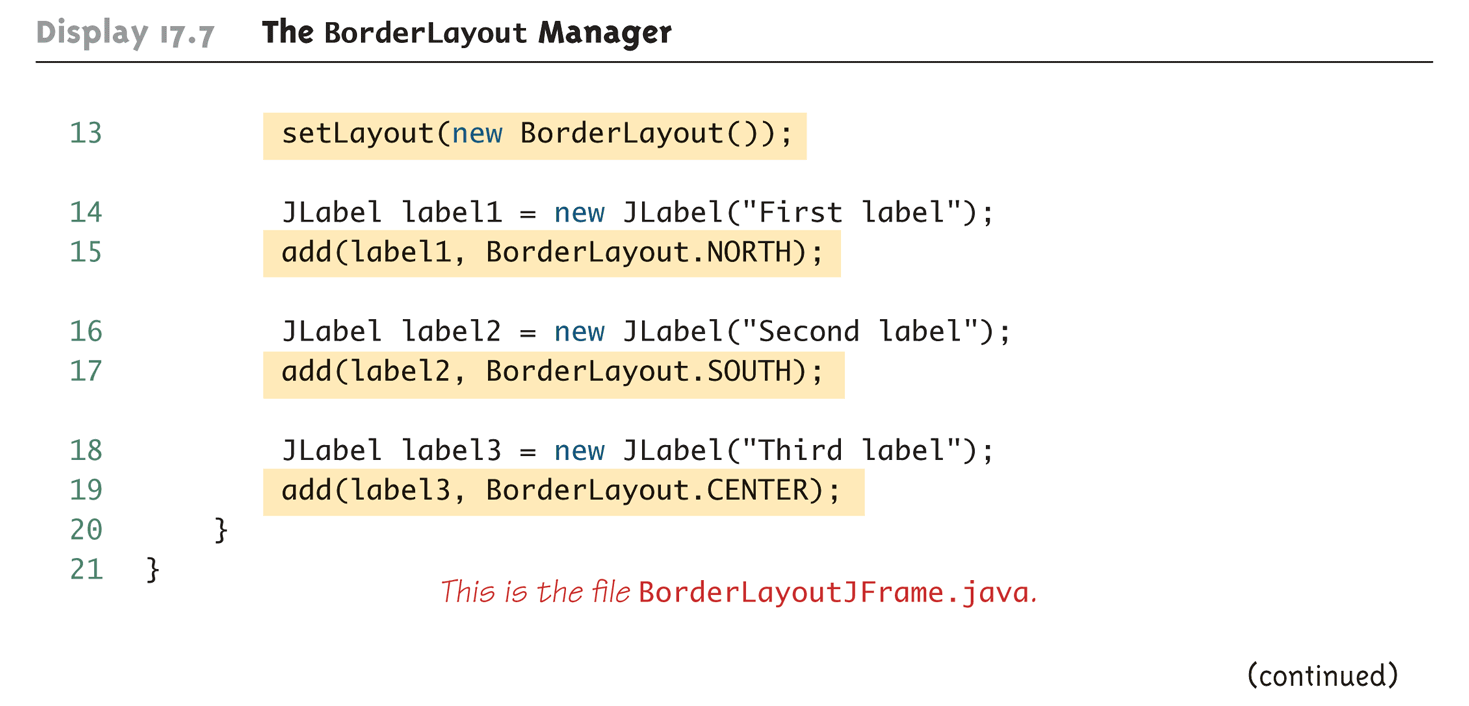 Display 17.7 The BorderLayout Manager
13 setLayout(new BorderLayout());
14 JLabel label1 = new JLabel("First label");
15 add(label1, BorderLayout.NORTH);
16 JLabel label2 = new JLabel("Second label");
17 add(label2, BorderLayout.SOUTH);
18 JLabel label3 = new JLabel("Third label");
19 add(label3, BorderLayout.CENTER);
20 }
21 }
This is the file BorderLayoutJFrame.java.
(continued)